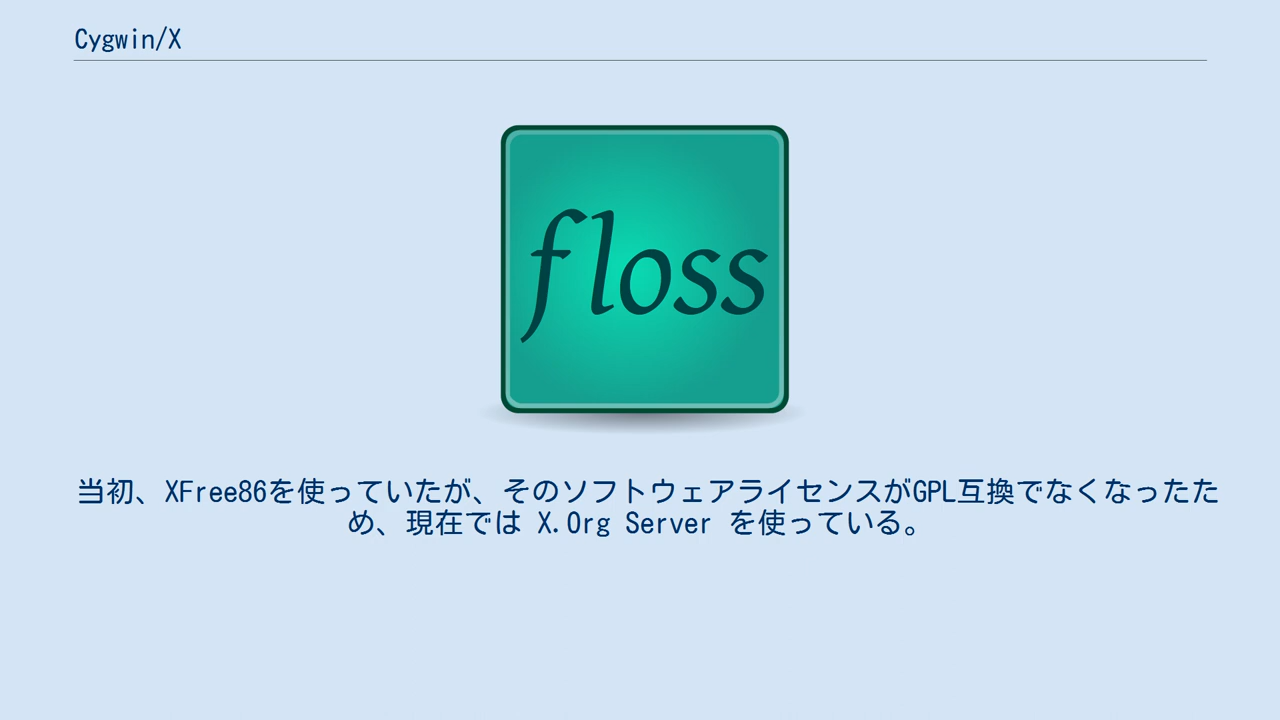 Cygwin/X
floss
当初、XFree86を使っていたが、そのソフトウェアライセンスがGPL互換でなくなったた
め、現在では X.Org Server を使っている。